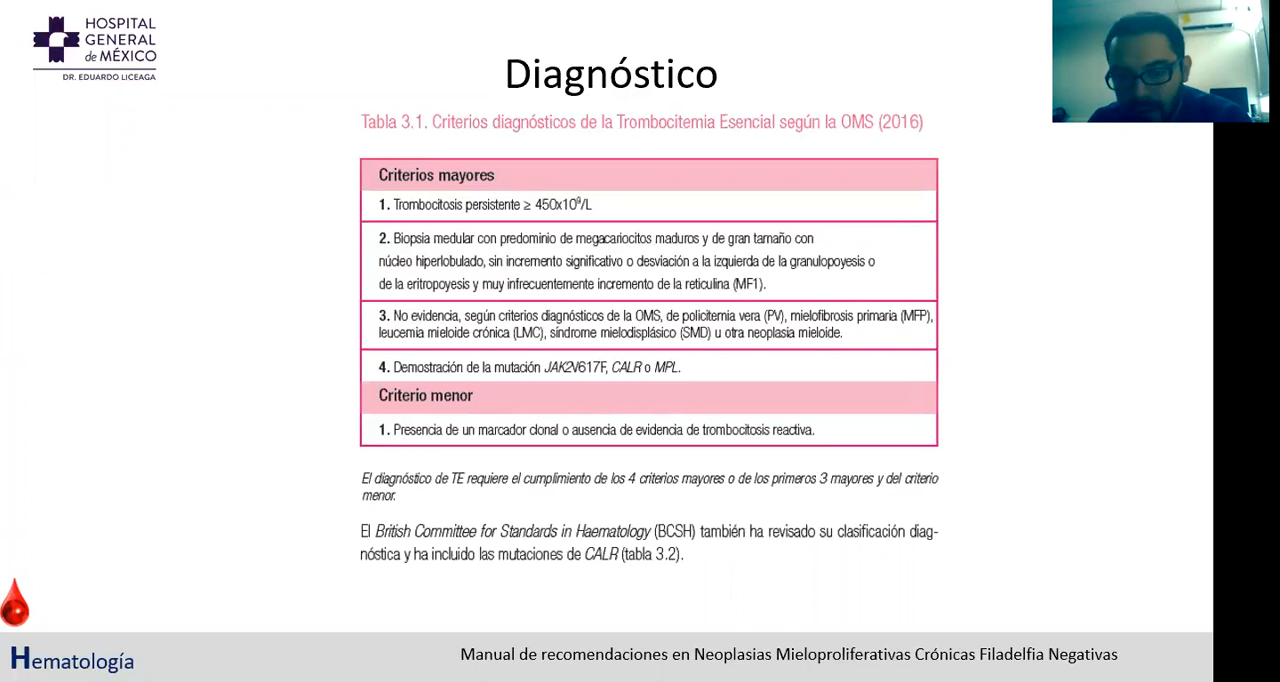 HOSPITAL
GENERAL
de MÉXICO
DR. EDUARDO LICEAGA
Diagnóstico
Tabla 3.1. Criterios diagnósticos de la Trombocitemia Esencial según la OMS (2016)
Criterios mayores
1. Trombocitosis persistente ≥ 450x10⁹/L
2. Biopsia medular con predominio de megacariocitos maduros y de gran tamaño con
núcleo hiperlobulado, sin incremento significativo o desviación a la izquierda de la granulopoyesis o
de la eritropoyesis y muy infrecuentemente incremento de la reticulina (MF1).
3. No evidencia, según criterios diagnósticos de la OMS, de policitemia vera (PV), mielofibrosis primaria (MFP),
leucemia mieloide crónica (LMC), síndrome mielodisplásico (SMD) u otra neoplasia mieloide.
4. Demostración de la mutación JAK2V617F, CALR o MPL.
Criterio menor
1. Presencia de un marcador clonal o ausencia de evidencia de trombocitosis reactiva.
El diagnóstico de TE requiere el cumplimiento de los 4 criterios mayores o de los primeros 3 mayores y del criterio
menor.
El British Committee for Standards in Haematology (BCSH) también ha revisado su clasificación diag-
nóstica y ha incluido las mutaciones de CALR (tabla 3.2).
Hematología
Manual de recomendaciones en Neoplasias Mieloproliferativas Crónicas Filadelfia Negativas